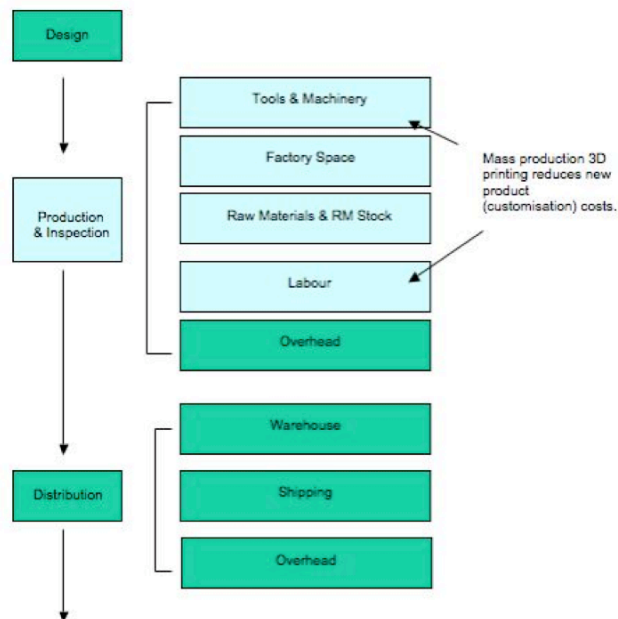 Design
Tools & Machinery
Mass production 3D
printing reduces new
product
(customisation) costs.
Factory Space
Production
& Inspection
Raw Materials & RM Stock
Labour
Overhead
Warehouse
Distribution
Shipping
Overhead